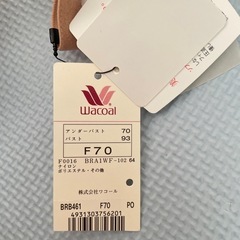 Wacoal
アンダーバスト 70
バスト 93
F70
F0016 BRA1WF-102 64
ナイロン
ポリエステル・その他
株式会社ワコール
BRB461 F70 PO
4931303756201